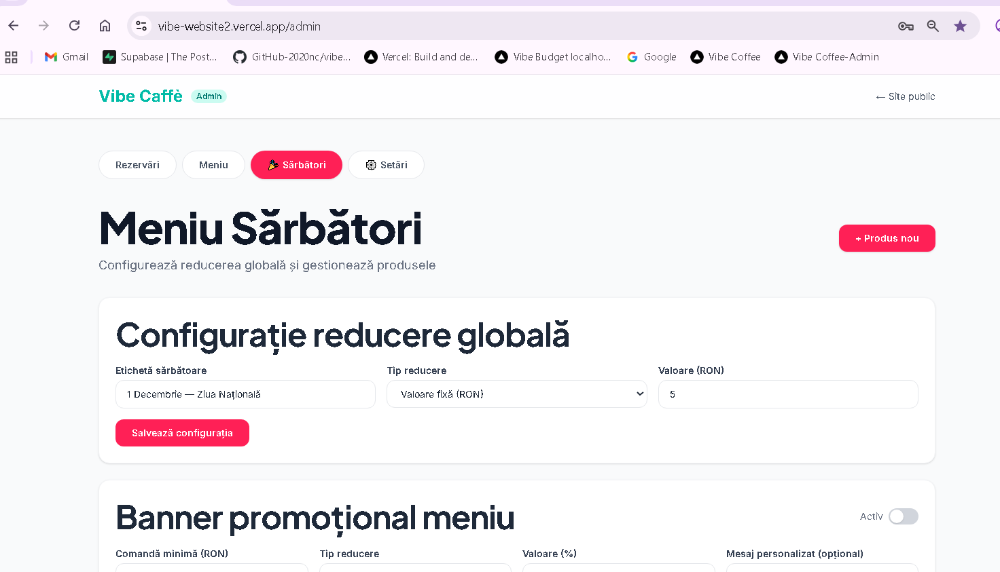 vibe-website2.vercel.app/admin
Gmail
Supabase | The Post...
GitHub-2020nc/vibe...
Vercel: Build and de...
Vibe Budget localho...
Google
Vibe Coffee
Vibe Coffee-Admin
Vibe Caffè Admin
← Site public
Rezervări
Meniu
Sărbători
Setări
Meniu Sărbători
+ Produs nou
Configurează reducerea globală și gestionează produsele
Configurație reducere globală
Etichetă sărbătoare
Tip reducere
Valoare (RON)
1 Decembrie — Ziua Națională
Valoare fixă (RON)
5
Salvează configurația
Banner promoțional meniu
Activ
Comandă minimă (RON)
Tip reducere
Valoare (%)
Mesaj personalizat (opțional)